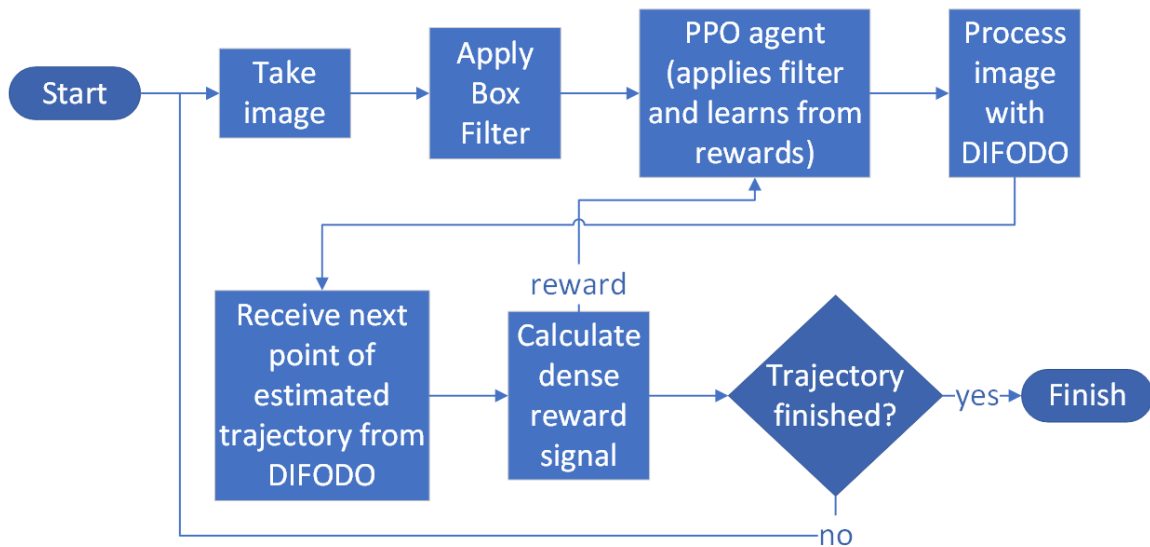 Start
Take
image
Apply
Box
Filter
PPO agent
(applies filter
and learns from
rewards)
Process
image
with
DIFODO
reward
Receive next
point of
estimated
trajectory from
DIFODO
Calculate
dense
reward
signal
Trajectory
finished?
yes
Finish
no